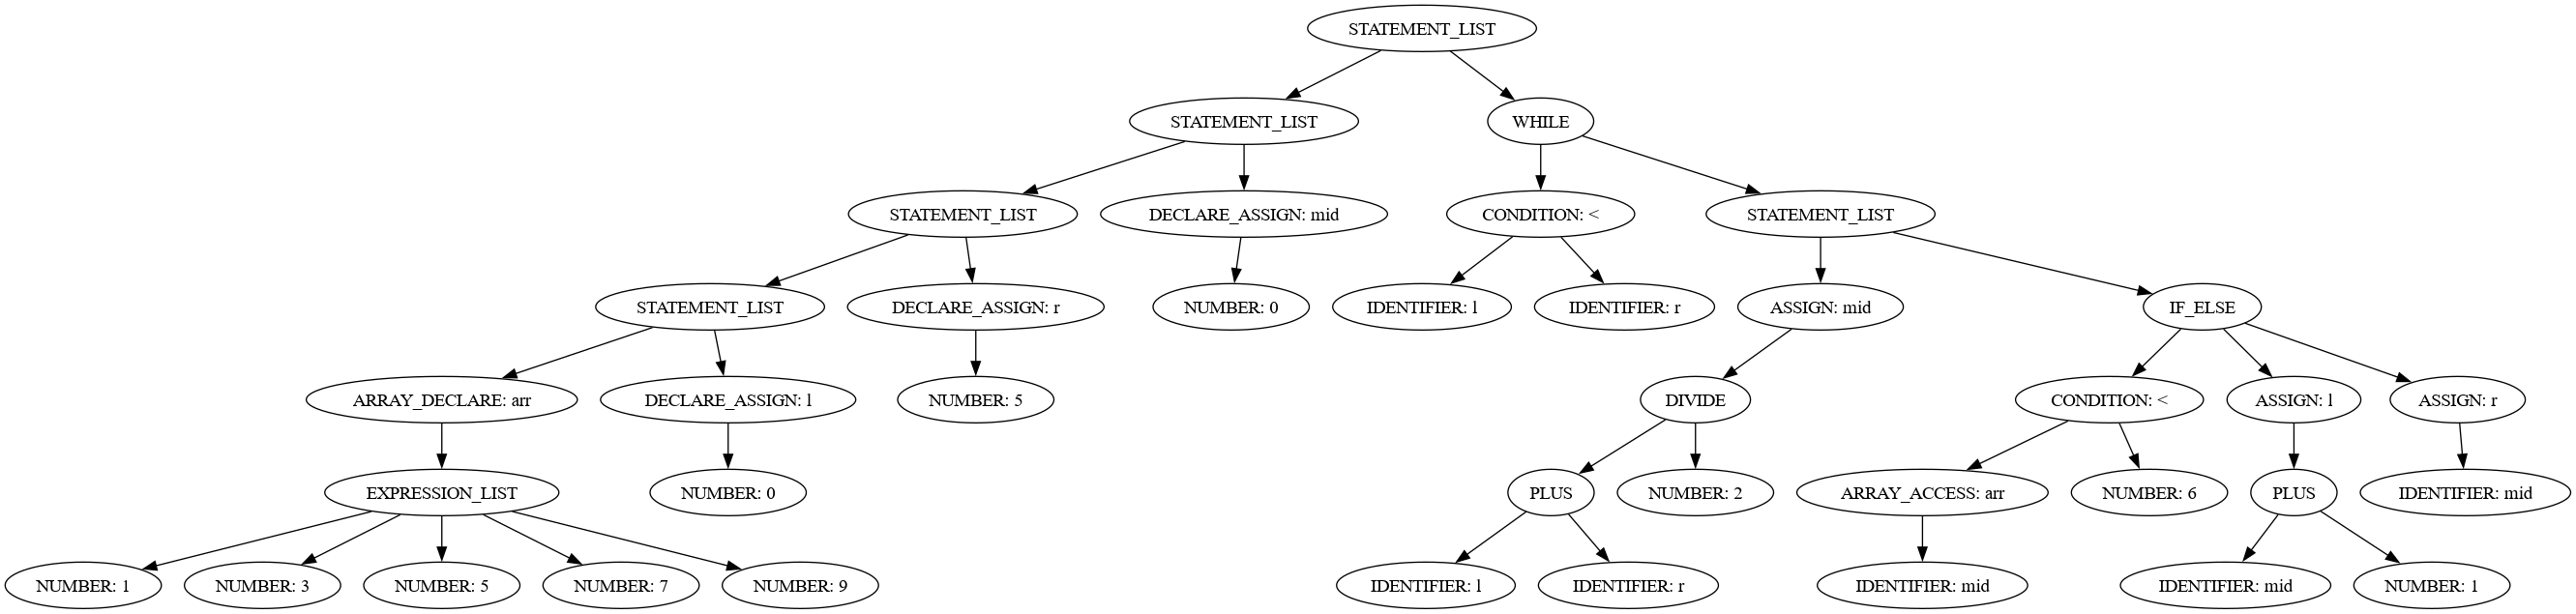 STATEMENT_LIST
STATEMENT_LIST
WHILE
STATEMENT_LIST
DECLARE_ASSIGN: mid
CONDITION: <
STATEMENT_LIST
STATEMENT_LIST
DECLARE_ASSIGN: r
NUMBER: 0
IDENTIFIER: l
IDENTIFIER: r
ASSIGN: mid
IF_ELSE
ARRAY_DECLARE: arr
DECLARE_ASSIGN: l
NUMBER: 5
DIVIDE
CONDITION: <
ASSIGN: l
ASSIGN: r
EXPRESSION_LIST
NUMBER: 0
PLUS
NUMBER: 2
ARRAY_ACCESS: arr
NUMBER: 6
PLUS
IDENTIFIER: mid
NUMBER: 1
NUMBER: 3
NUMBER: 5
NUMBER: 7
NUMBER: 9
IDENTIFIER: l
IDENTIFIER: r
IDENTIFIER: mid
IDENTIFIER: mid
NUMBER: 1